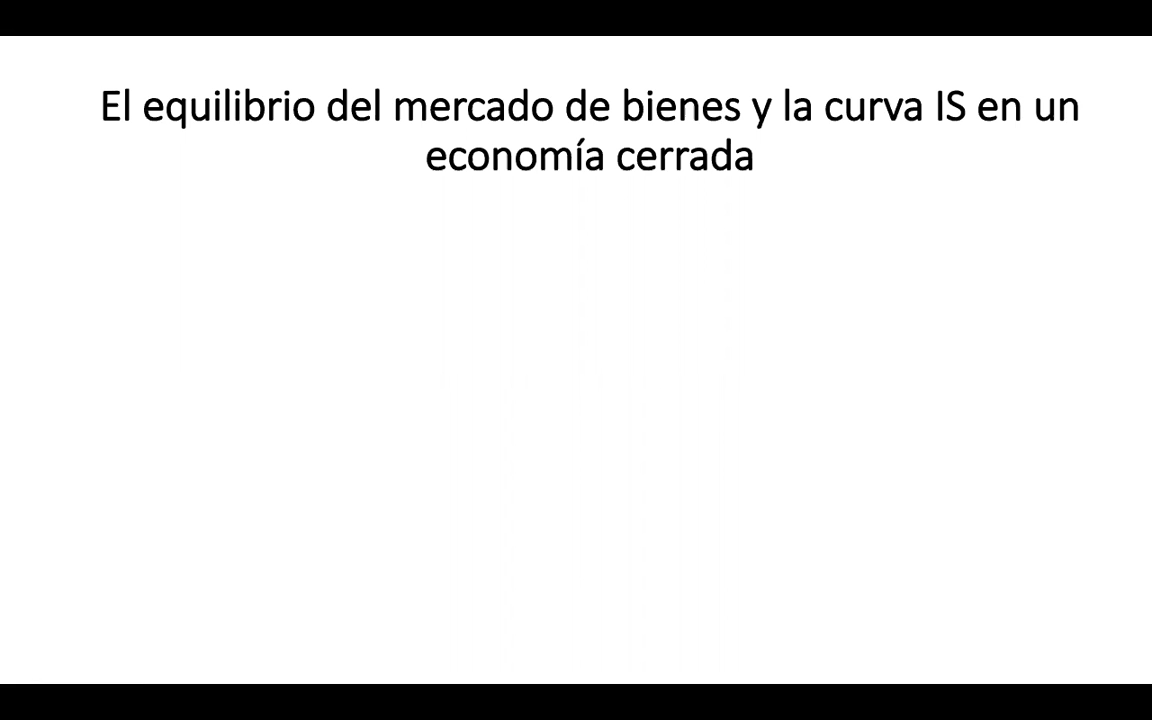 El equilibrio del mercado de bienes y la curva IS en un
economía cerrada